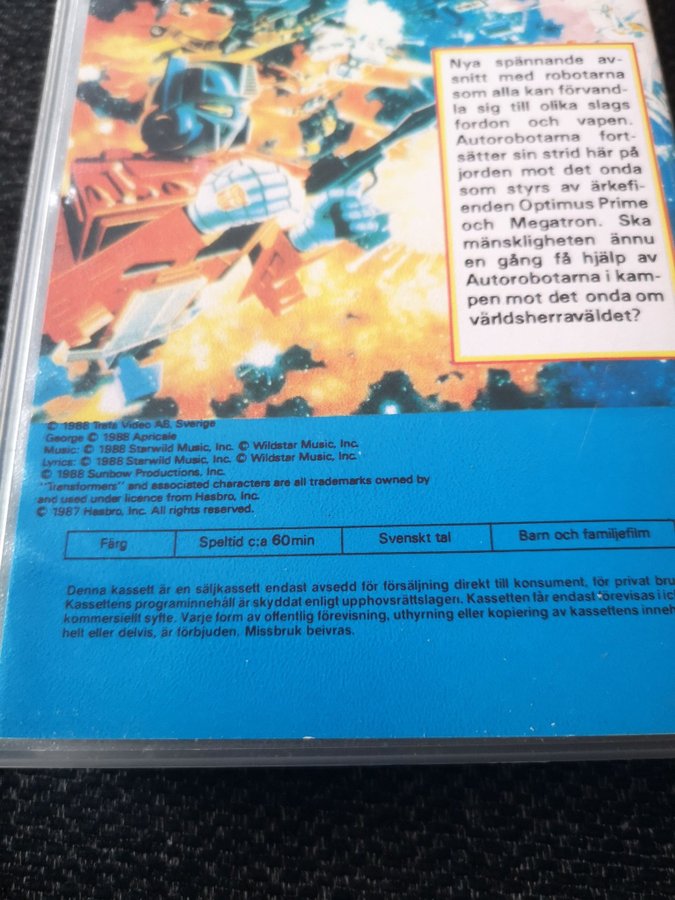 Nya spännande av-
snitt med robotarna
som alla kan förvand-
la sig till olika slags
fordon och vapen.
Autorobotarna fort-
sätter sin strid här på
jorden mot det onda
som styrs av ärkefi-
enden Optimus Prime
och Megatron. Ska
mänskligheten ännu
en gång få hjälp av
Autorobotarna i kam-
pen mot det onda om
världsherraväldet?
© 1988 Trefa Video AB, Sverige
George © 1988 Apricale
Music: © 1988 Starwild Music, Inc. © Wildstar Music, Inc.
Lyrics: © 1988 Starwild Music, Inc. © Wildstar Music, Inc.
© 1988 Sunbow Productions, Inc.
"Transformers" and associated characters are all trademarks owned by
and used under licence from Hasbro, Inc.
© 1987 Hasbro, Inc. All rights reserved.
Färg Speltid c:a 60min Svenskt tal Barn och familjefilm
Denna kassett är en säljkassett endast avsedd för försäljning direkt till konsument, för privat bru
Kassettens programinnehåll är skyddat enligt upphovsrättslagen. Kassetten får endast förevisas i ick
kommersiellt syfte. Varje form av offentlig förevisning, uthyrning eller kopiering av kassettens inneh
helt eller delvis, är förbjuden. Missbruk beivras.